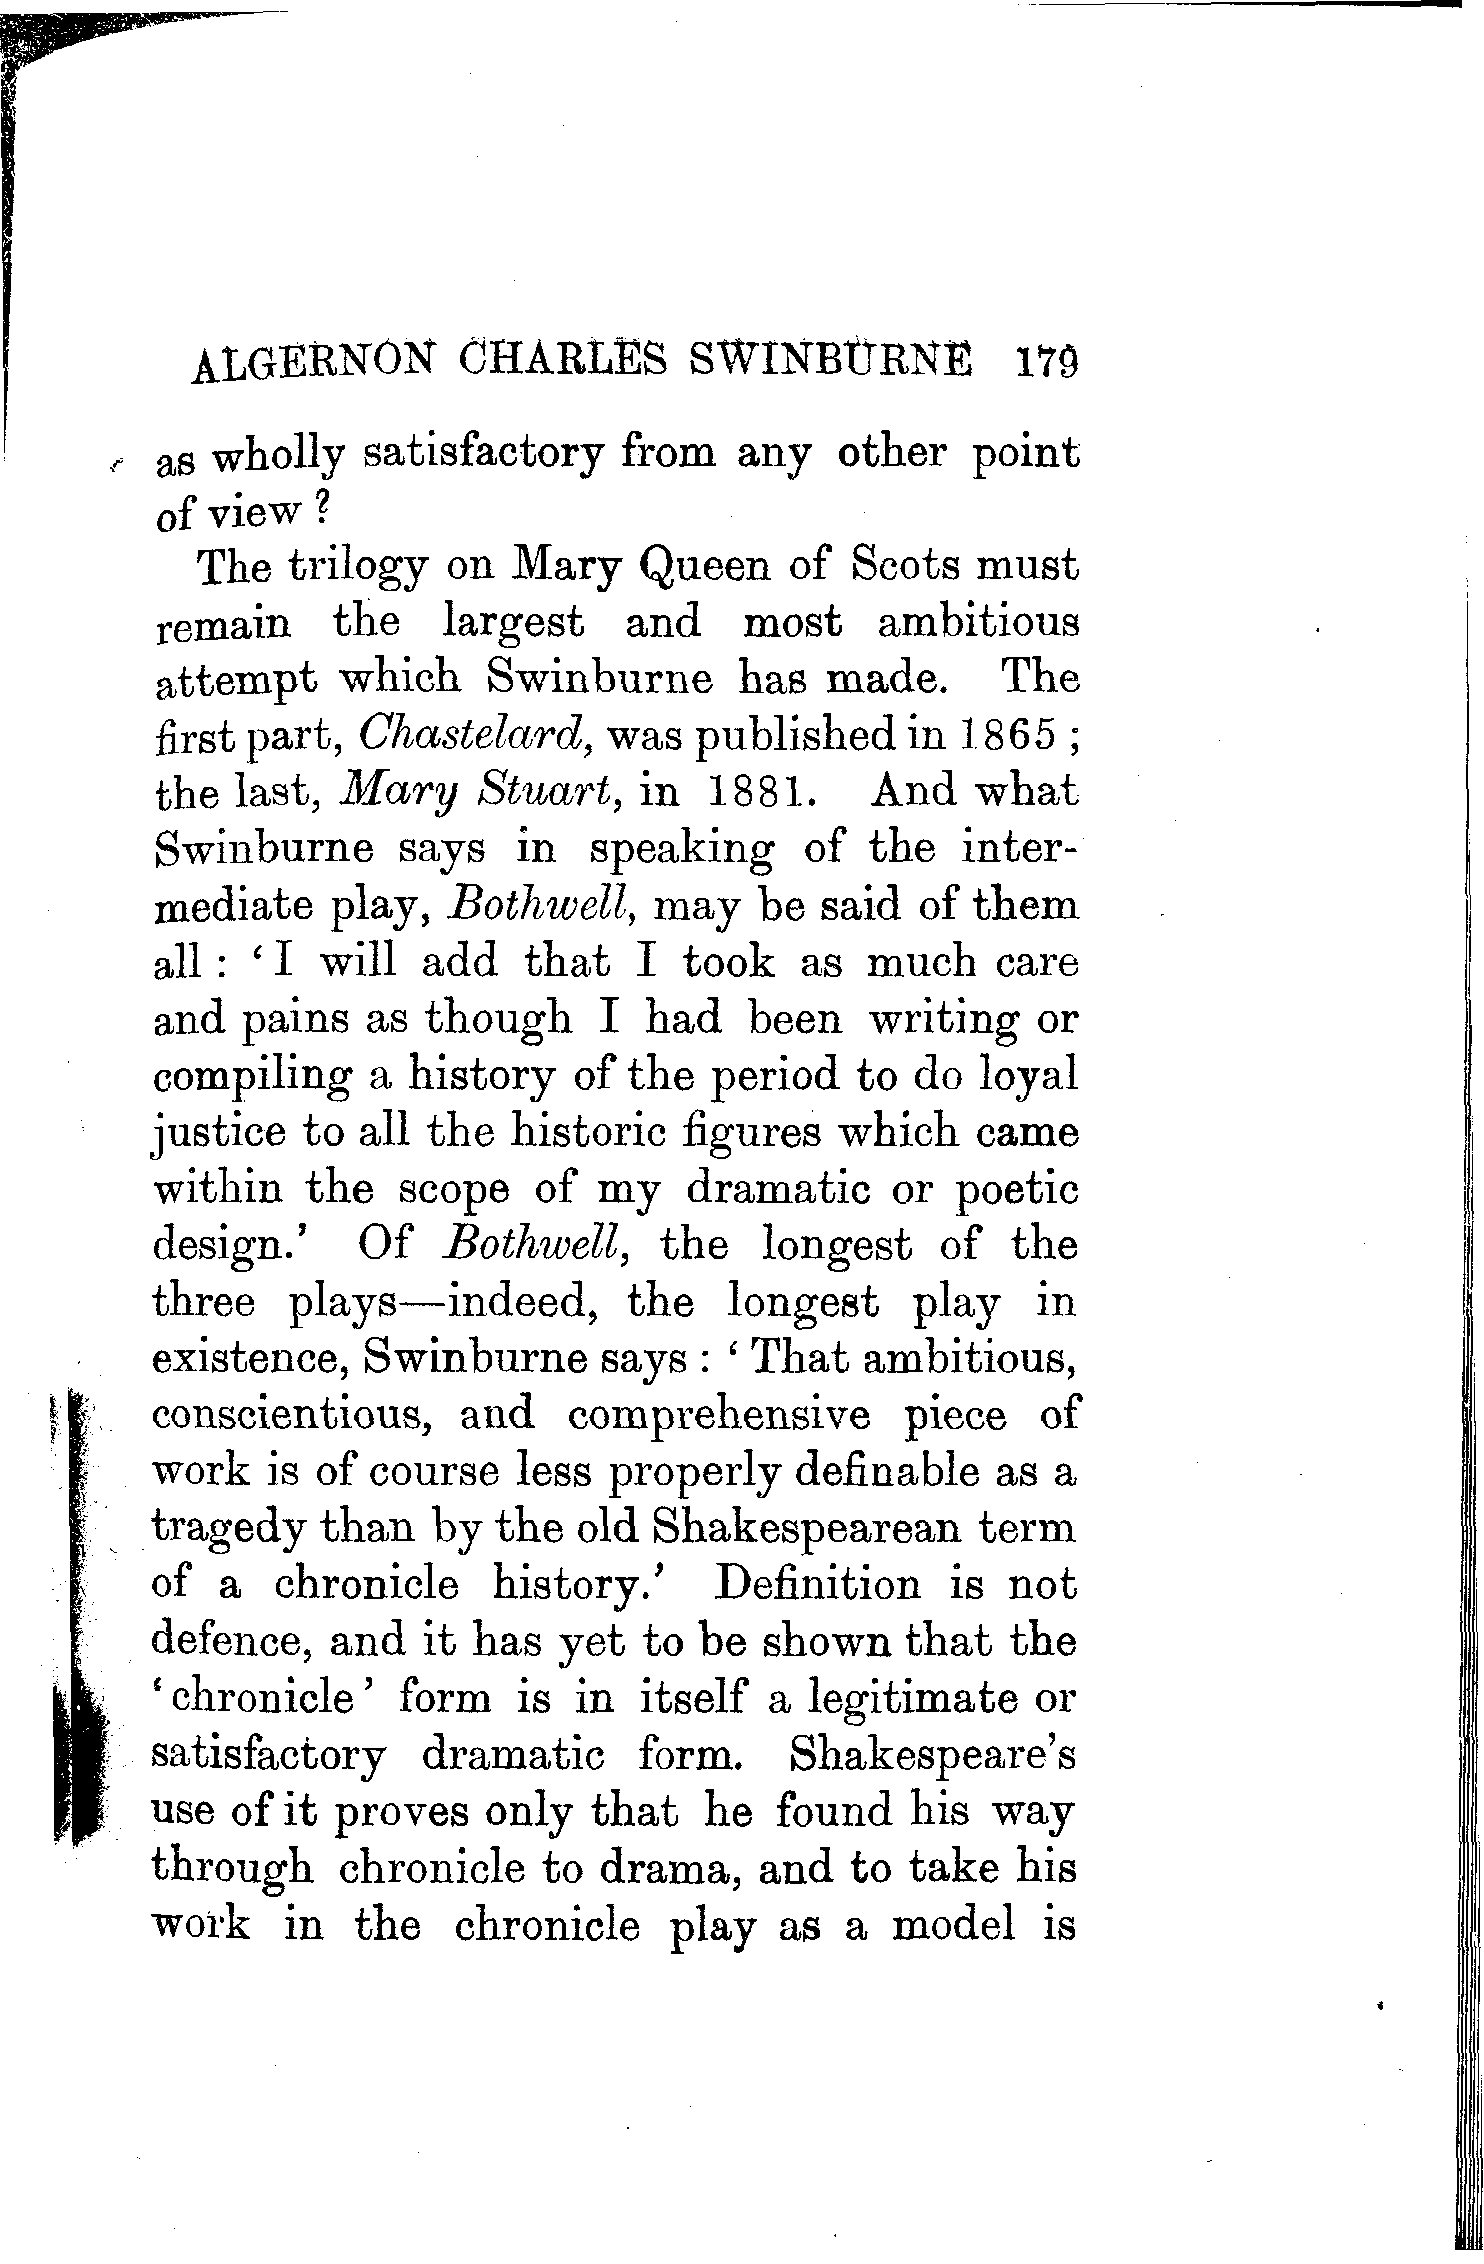 ALGERNON CHARLES SWINBURNE 179
as wholly satisfactory from any other point
of view ?
The trilogy on Mary Queen of Scots must
remain the largest and most ambitious
attempt which Swinburne has made. The
first part, Chastelard, was published in 1865 ;
the last, Mary Stuart, in 1881. And what
Swinburne says in speaking of the inter-
mediate play, Bothwell, may be said of them
all : ‘ I will add that I took as much care
and pains as though I had been writing or
compiling a history of the period to do loyal
justice to all the historic figures which came
within the scope of my dramatic or poetic
design.’ Of Bothwell, the longest of the
three plays—indeed, the longest play in
existence, Swinburne says : ‘ That ambitious,
conscientious, and comprehensive piece of
work is of course less properly definable as a
tragedy than by the old Shakespearean term
of a chronicle history.’ Definition is not
defence, and it has yet to be shown that the
‘ chronicle ’ form is in itself a legitimate or
satisfactory dramatic form. Shakespeare’s
use of it proves only that he found his way
through chronicle to drama, and to take his
work in the chronicle play as a model is